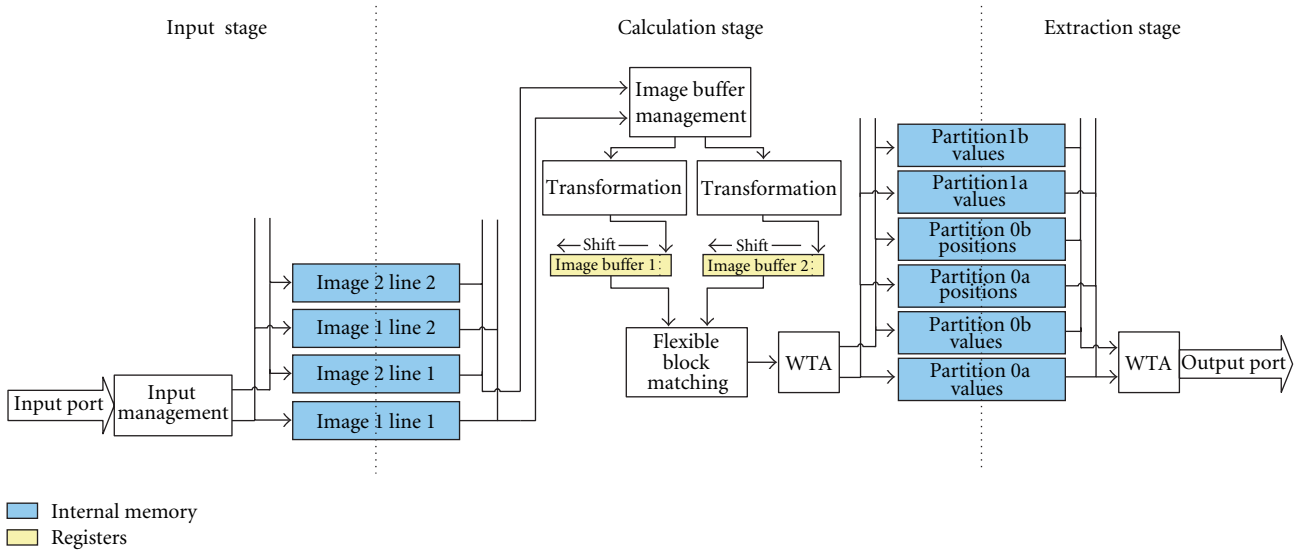 Input stage
Calculation stage
Extraction stage
Image buffer
management
Transformation
Transformation
Shift
Shift
Image buffer 1
Image buffer 2
Partition1b
values
Partition1a
values
Partition 0b
positions
Partition 0a
positions
Partition 0b
values
Partition 0a
values
Image 2 line 2
Image 1 line 2
Image 2 line 1
Image 1 line 1
Input port
Input
management
Flexible
block
matching
WTA
WTA
Output port
Internal memory
Registers